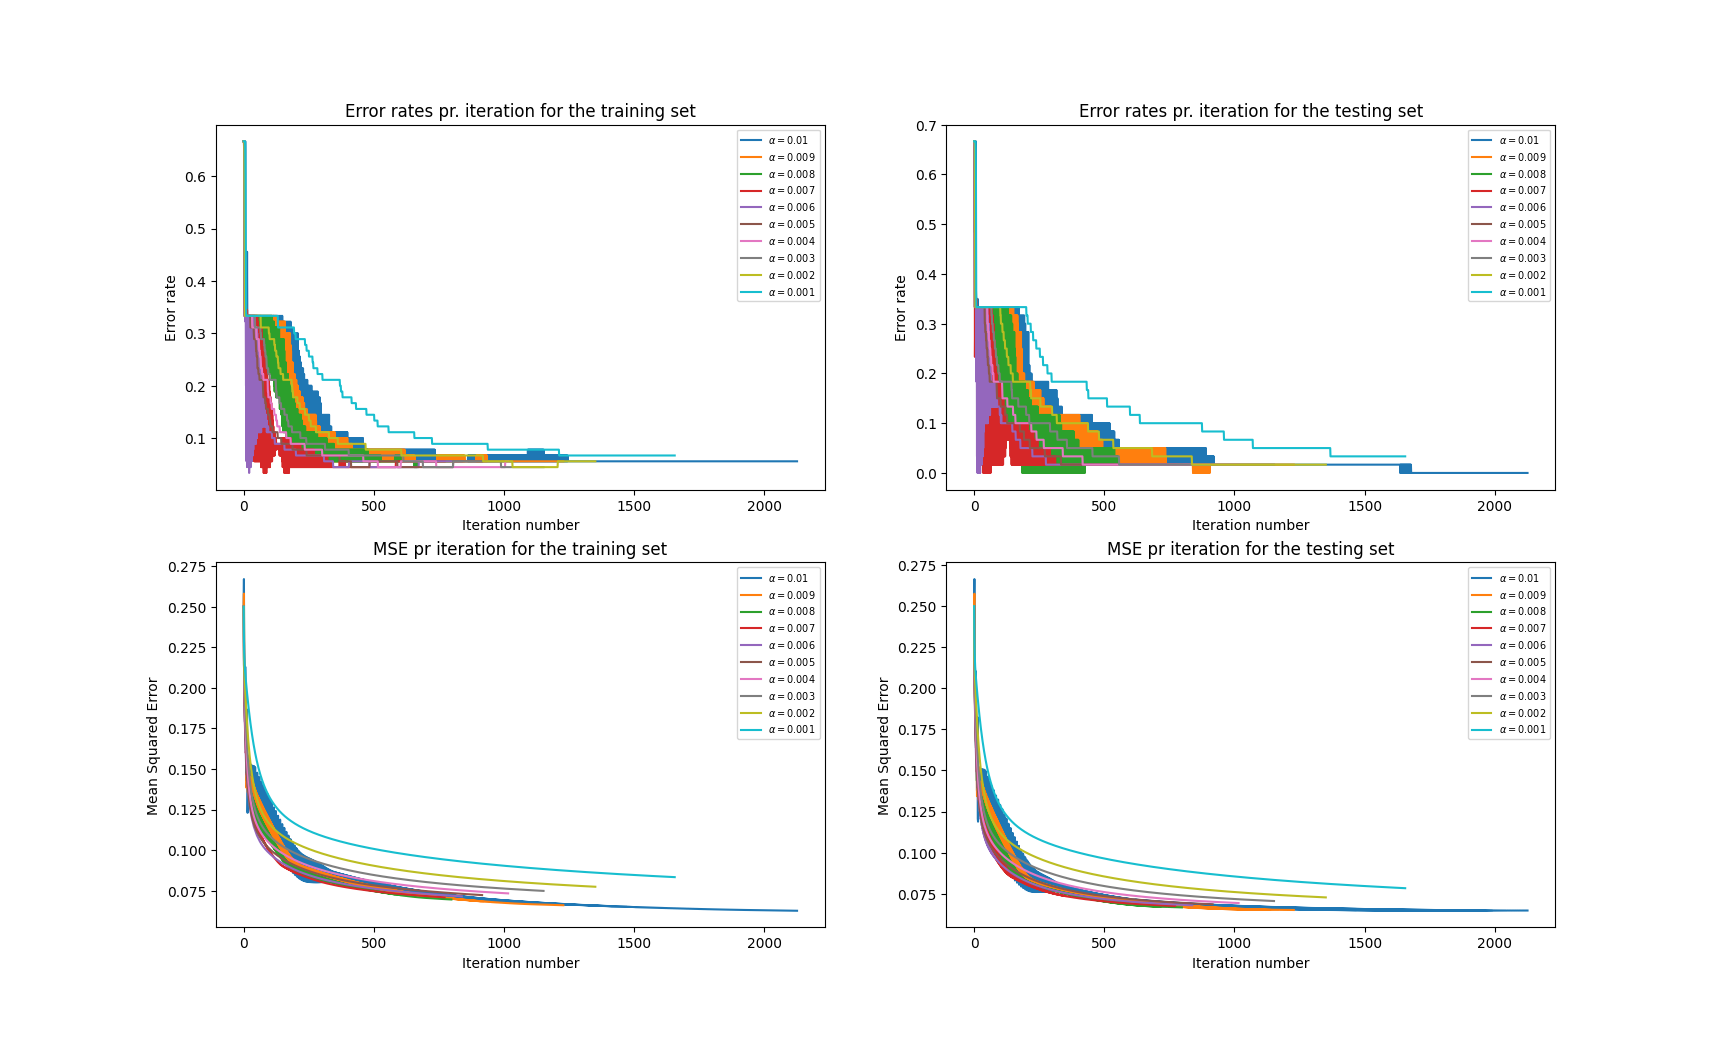 Error rates pr. iteration for the training set
Error rate
0.6
0.5
0.4
0.3
0.2
0.1
α = 0.01
α = 0.009
α = 0.008
α = 0.007
α = 0.006
α = 0.005
α = 0.004
α = 0.003
α = 0.002
α = 0.001
0 500 1000 1500 2000
Iteration number
Error rates pr. iteration for the testing set
Error rate
0.7
0.6
0.5
0.4
0.3
0.2
0.1
0.0
α = 0.01
α = 0.009
α = 0.008
α = 0.007
α = 0.006
α = 0.005
α = 0.004
α = 0.003
α = 0.002
α = 0.001
0 500 1000 1500 2000
Iteration number
MSE pr iteration for the training set
Mean Squared Error
0.275
0.250
0.225
0.200
0.175
0.150
0.125
0.100
0.075
α = 0.01
α = 0.009
α = 0.008
α = 0.007
α = 0.006
α = 0.005
α = 0.004
α = 0.003
α = 0.002
α = 0.001
0 500 1000 1500 2000
Iteration number
MSE pr iteration for the testing set
Mean Squared Error
0.275
0.250
0.225
0.200
0.175
0.150
0.125
0.100
0.075
α = 0.01
α = 0.009
α = 0.008
α = 0.007
α = 0.006
α = 0.005
α = 0.004
α = 0.003
α = 0.002
α = 0.001
0 500 1000 1500 2000
Iteration number